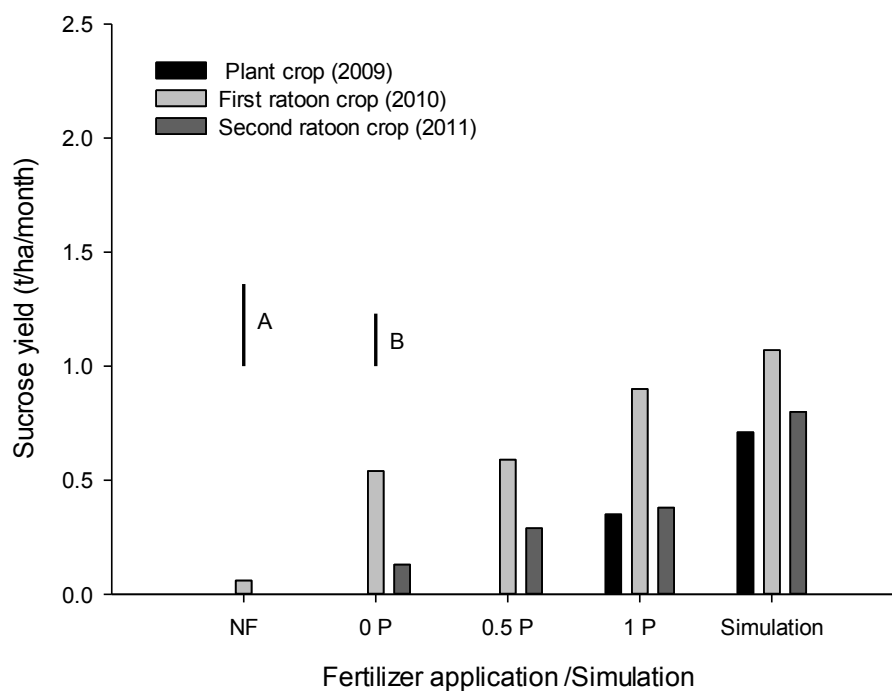 2.5
Plant crop (2009)
First ratoon crop (2010)
Second ratoon crop (2011)
2.0
1.5
A
B
1.0
0.5
0.0
Sucrose yield (t/ha/month)
NF 0 P 0.5 P 1 P Simulation
Fertilizer application /Simulation